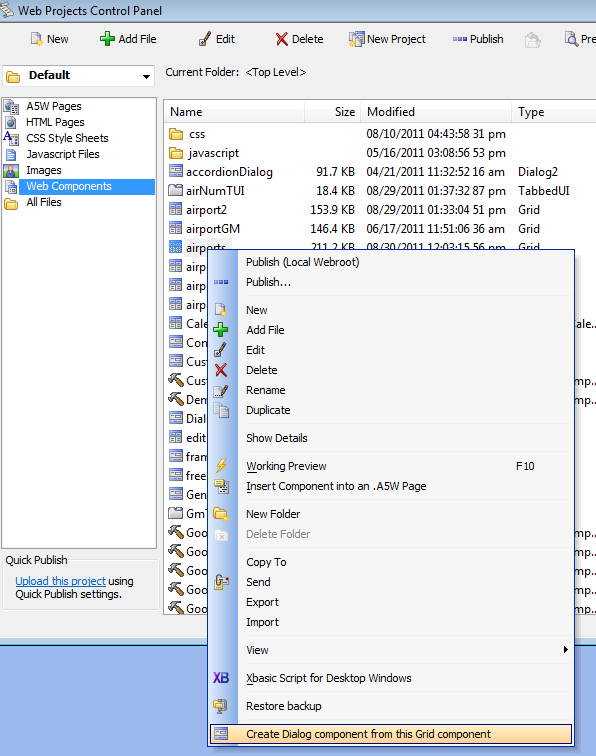 Web Projects Control Panel
New Add File Edit Delete New Project Publish Pre
Default
Current Folder: <Top Level>
A5W Pages
HTML Pages
CSS Style Sheets
Javascript Files
Images
Web Components
All Files
Name Size Modified Type
css 08/10/2011 04:43:58 31 pm
javascript 05/16/2011 03:08:56 53 pm
accordionDialog 91.7 KB 04/21/2011 11:32:52 16 am Dialog2
airNumTUI 18.4 KB 08/29/2011 01:37:32 87 pm TabbedUI
airport2 153.9 KB 08/29/2011 01:33:04 51 pm Grid
airportGM 146.4 KB 06/17/2011 11:51:06 36 am Grid
airports 211.2 KB 08/30/2011 12:03:15 56 pm Grid
airp
airp
airp
Cale ale...
Con
Cus
Cus mp...
Den mp...
Dial
edit
fram
free
Gen
GmT
Goo mp...
Goo mp...
Goo mp...
Goo mp...
Goo mp...
Quick Publish
Upload this project using
Quick Publish settings.
Publish (Local Webroot)
Publish...
New
Add File
Edit
Delete
Rename
Duplicate
Show Details
Working Preview F10
Insert Component into an .A5W Page
New Folder
Delete Folder
Copy To
Send
Export
Import
View
XB Xbasic Script for Desktop Windows
Restore backup
Create Dialog component from this Grid component